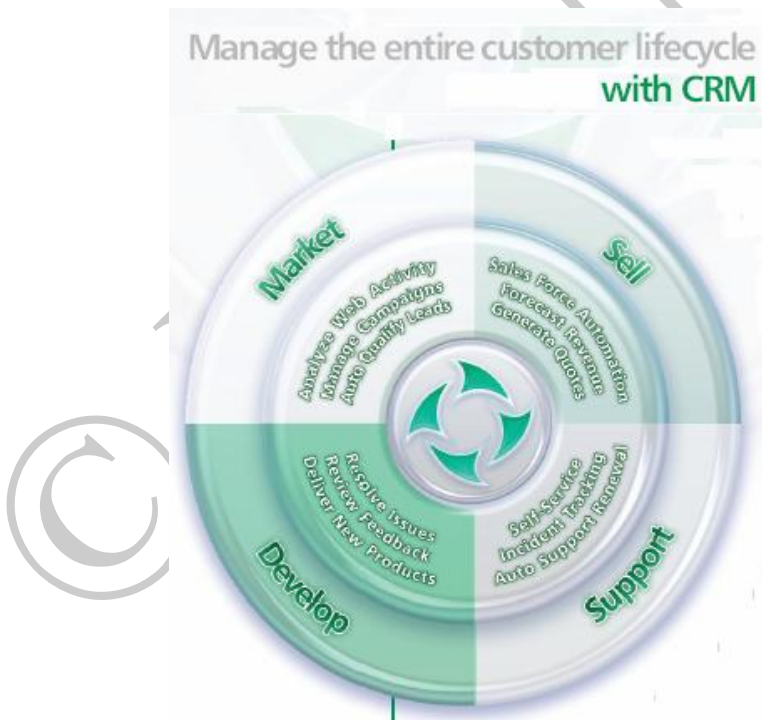 Manage the entire customer lifecycle
with CRM
Market
Analyze Web Activity
Manage Campaigns
Auto Qualify Leads
Sell
Sales Force Automation
Forecast Revenue
Generate Quotes
Develop
Resolve Issues
Review Feedback
Deliver New Products
Support
Self-Service
Incident Tracking
Auto Support Renewal
©